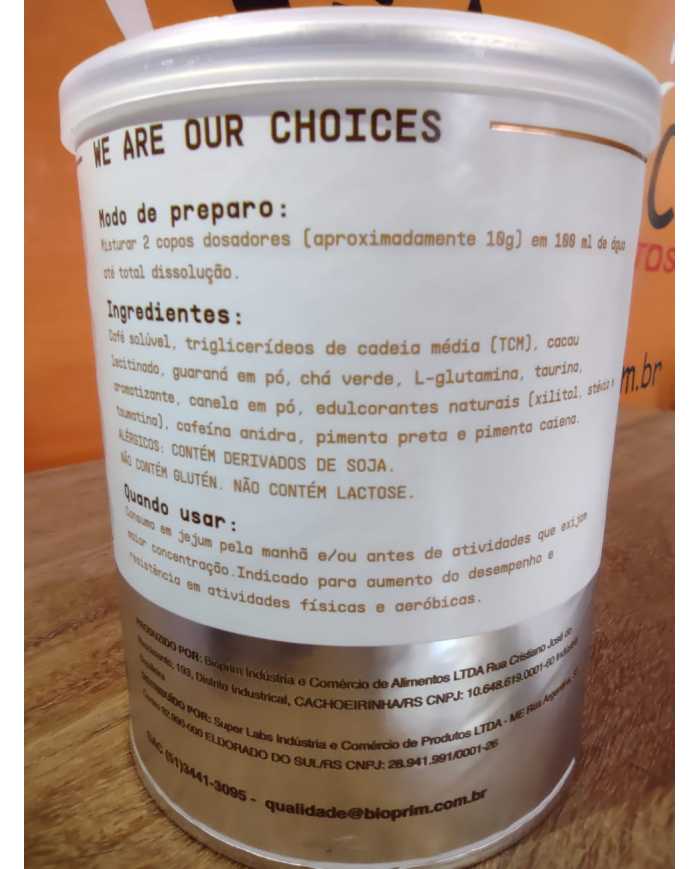 WE ARE OUR CHOICES
Modo de preparo:
Misturar 2 copos dosadores (aproximadamente 10g) em 100 ml de água
até total dissolução.
Ingredientes:
Café solúvel, triglicerídeos de cadeia média (TCM), cacau
lecitinado, guaraná em pó, chá verde, L-glutamina, taurina,
aromatizante, canela em pó, edulcorantes naturais (xilitol, stévia e
taumatina), cafeína anidra, pimenta preta e pimenta caiena.
ALÉRGICOS: CONTÉM DERIVADOS DE SOJA.
NÃO CONTÉM GLUTÉN. NÃO CONTÉM LACTOSE.
Quando usar:
Consumo em jejum pela manhã e/ou antes de atividades que exijam
maior concentração.Indicado para aumento do desempenho e
resistência em atividades físicas e aeróbicas.
PRODUZIDO POR: Bioprim Indústria e Comércio de Alimentos LTDA Rua Cristiano José do
Nascimento, 193, Distrito Industrical, CACHOEIRINHA/RS CNPJ: 10.648.619.0001-60 Indústria
Brasileira
DISTRIBUÍDO POR: Super Labs Indústria e Comércio de Produtos LTDA - ME Rua Argentina,
Centro 92.990-000 ELDORADO DO SUL/RS CNPJ: 28.941.991/0001-26
SAC (51)3441-3095 - qualidade@bioprim.com.br
TOS
m.br